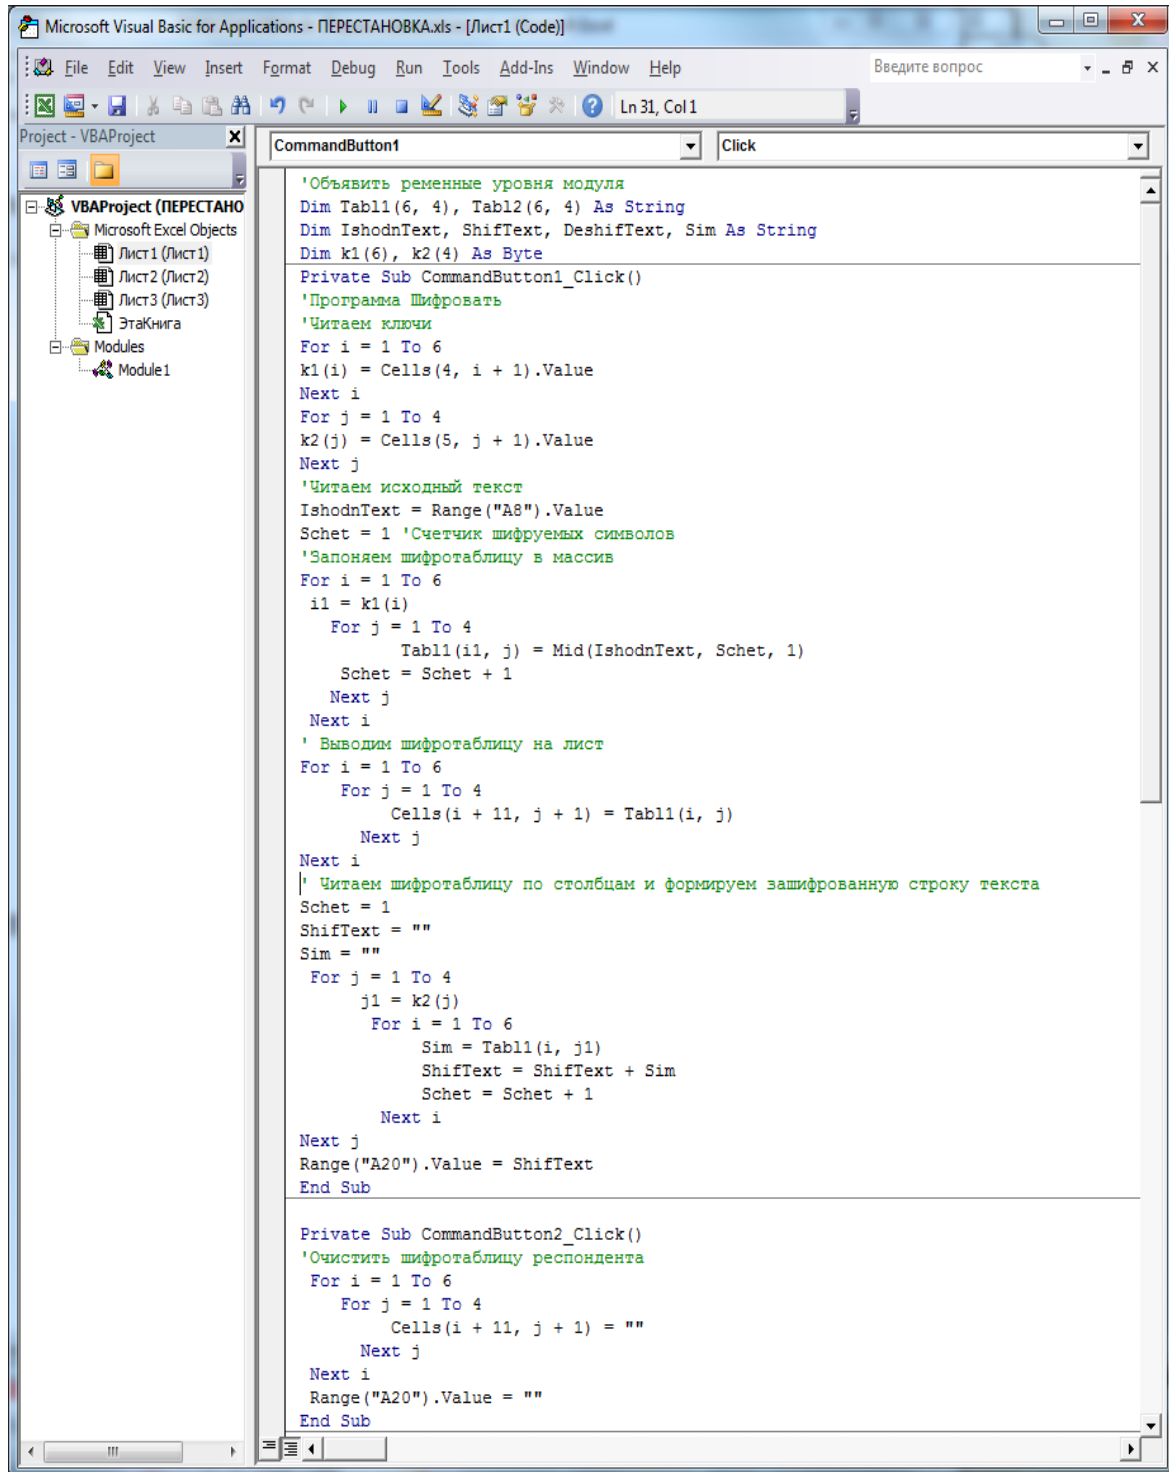 Microsoft Visual Basic for Applications - ПЕРЕСТАНОВКА.xls - [Лист1 (Code)]
File Edit View Insert Format Debug Run Tools Add-Ins Window Help
Введите вопрос
Ln 31, Col 1
Project - VBAProject
CommandButton1
Click
VBAProject (ПЕРЕСТАНО
Microsoft Excel Objects
Лист1 (Лист1)
Лист2 (Лист2)
Лист3 (Лист3)
ЭтаКнига
Modules
Module1
'Объявить ременные уровня модуля
Dim Tabl1(6, 4), Tabl2(6, 4) As String
Dim IshodnText, ShifText, DeshifText, Sim As String
Dim k1(6), k2(4) As Byte
Private Sub CommandButton1_Click()
'Программа Шифровать
'Читаем ключи
For i = 1 To 6
k1(i) = Cells(4, i + 1).Value
Next i
For j = 1 To 4
k2(j) = Cells(5, j + 1).Value
Next j
'Читаем исходный текст
IshodnText = Range("A8").Value
Schet = 1 'Счетчик шифруемых символов
'Запоняем шифротаблицу в массив
For i = 1 To 6
i1 = k1(i)
For j = 1 To 4
Tabl1(i1, j) = Mid(IshodnText, Schet, 1)
Schet = Schet + 1
Next j
Next i
' Выводим шифротаблицу на лист
For i = 1 To 6
For j = 1 To 4
Cells(i + 11, j + 1) = Tabl1(i, j)
Next j
Next i
' Читаем шифротаблицу по столбцам и формируем зашифрованную строку текста
Schet = 1
ShifText = ""
Sim = ""
For j = 1 To 4
j1 = k2(j)
For i = 1 To 6
Sim = Tabl1(i, j1)
ShifText = ShifText + Sim
Schet = Schet + 1
Next i
Next j
Range("A20").Value = ShifText
End Sub
Private Sub CommandButton2_Click()
'Очистить шифротаблицу респондента
For i = 1 To 6
For j = 1 To 4
Cells(i + 11, j + 1) = ""
Next j
Next i
Range("A20").Value = ""
End Sub